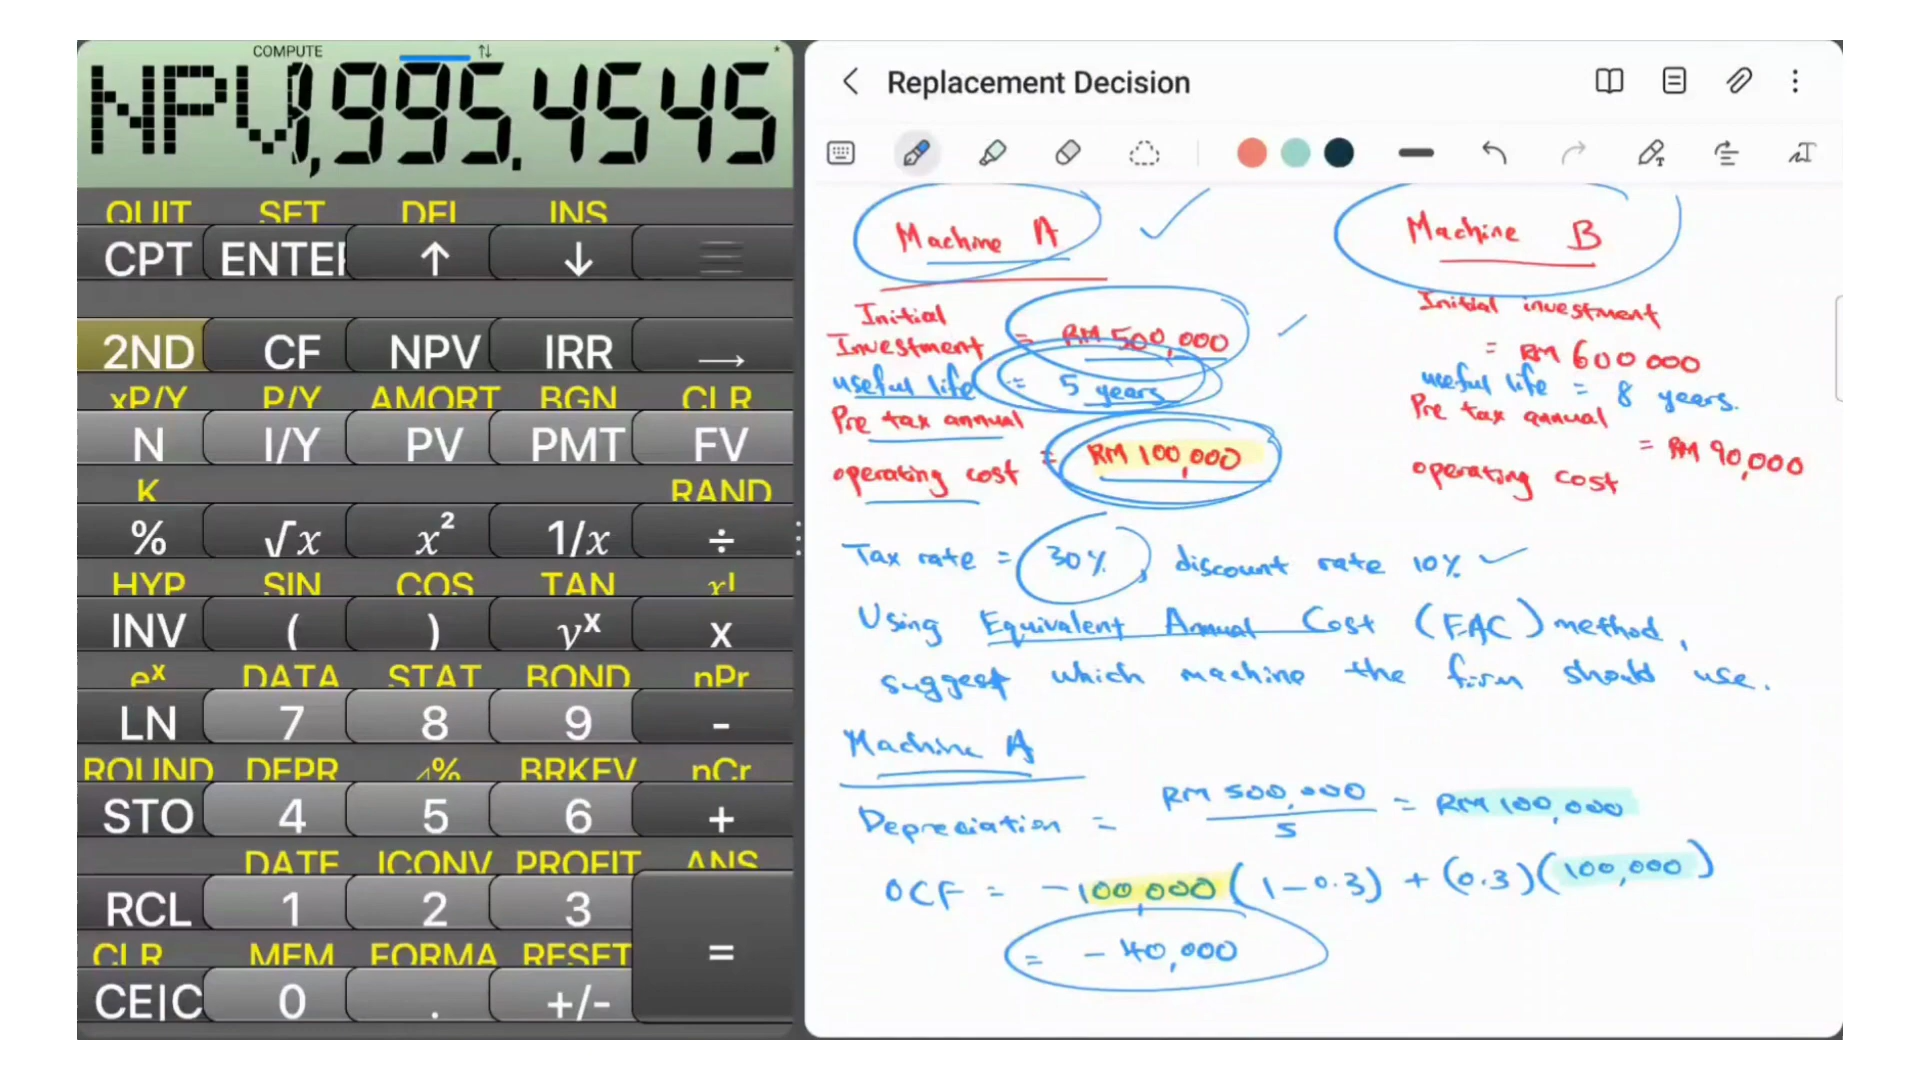 COMPUTE
NPV 1,995.4545
QUIT SET DEL INS
CPT ENTER ↑ ↓
2ND CF NPV IRR →
xP/Y P/Y AMORT BGN CLR
N I/Y PV PMT FV
K RAND
% √x x² 1/x ÷
HYP SIN COS TAN x!
INV ( ) yˣ x
eˣ DATA STAT BOND nPr
LN 7 8 9 -
ROUND DEPR ⊿% BRKEV nCr
STO 4 5 6 +
DATE ICONV PROFIT ANS
RCL 1 2 3
CLR MEM FORMA RESET
=
CE|C 0 . +/-
Replacement Decision
Machine A
Initial
Investment = RM 500,000
useful life = 5 years
Pre tax annual
operating cost = RM 100,000
Machine B
Initial investment
= RM 600 000
useful life = 8 years.
Pre tax annual
operating cost = RM 90,000
Tax rate = 30%, discount rate 10%
Using Equivalent Annual Cost (EAC) method,
suggest which machine the firm should use.
Machine A
Depreciation = RM 500,000 / 5 = RM 100,000
OCF = -100,000 (1-0.3) + (0.3)(100,000)
= -40,000